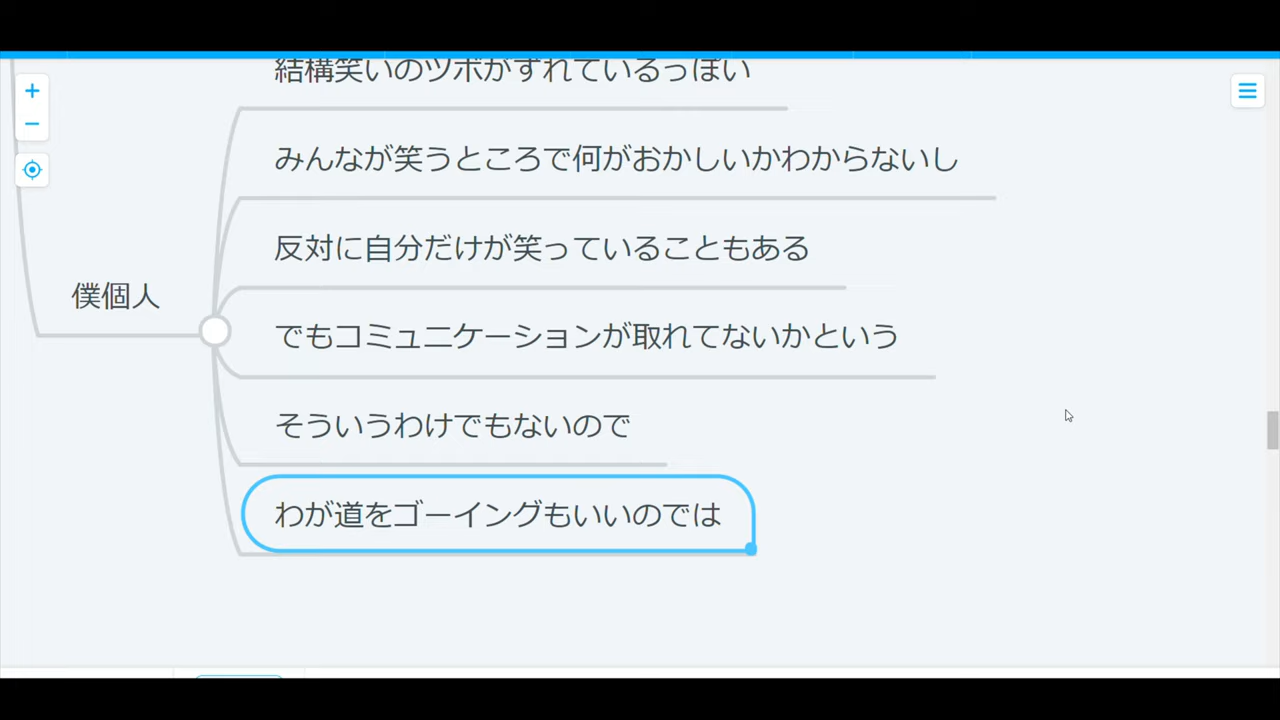 結構笑いのツボがずれているっぽい
みんなが笑うところで何がおかしいかわからないし
反対に自分だけが笑っていることもある
僕個人
でもコミュニケーションが取れてないかという
そういうわけでもないので
わが道をゴーイングもいいのでは